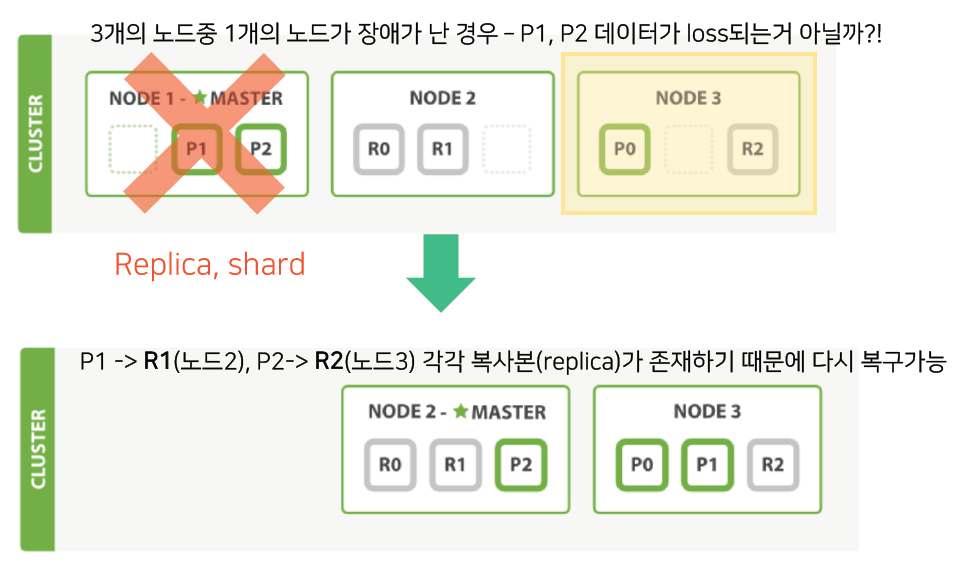 3개의 노드중 1개의 노드가 장애가 난 경우 – P1, P2 데이터가 loss되는거 아닐까?!
CLUSTER
NODE 1 - ★ MASTER
P1
P2
NODE 2
R0
R1
NODE 3
P0
R2
Replica, shard
P1 -> R1(노드2), P2-> R2(노드3) 각각 복사본(replica)가 존재하기 때문에 다시 복구가능
CLUSTER
NODE 2 - ★MASTER
R0
R1
P2
NODE 3
P0
P1
R2